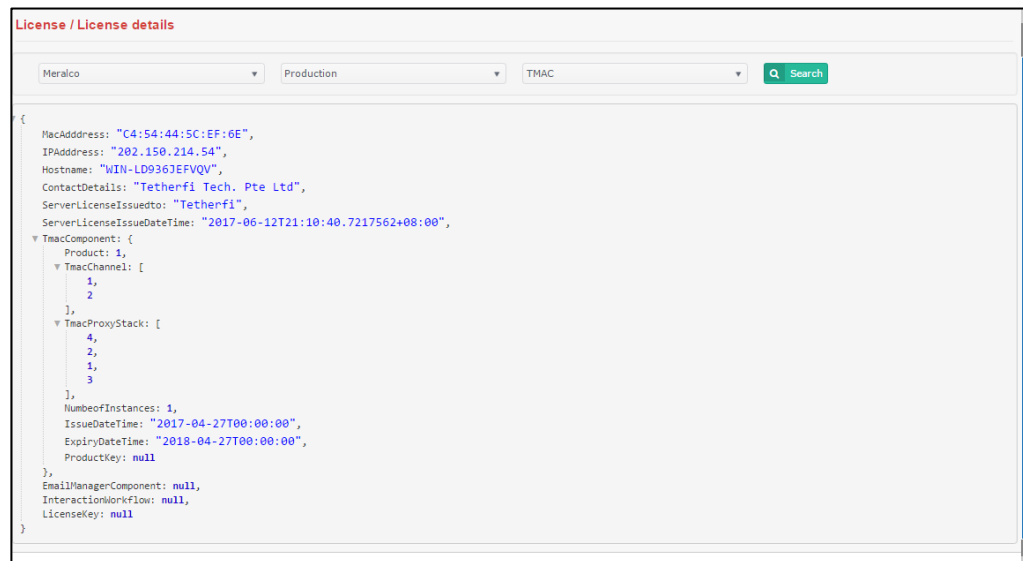 License / License details
Meralco Production TMAC Search
{
MacAdddress: "C4:54:44:5C:EF:6E",
IPAdddress: "202.150.214.54",
Hostname: "WIN-LD936JEFVQV",
ContactDetails: "Tetherfi Tech. Pte Ltd",
ServerLicenseIssuedto: "Tetherfi",
ServerLicenseIssueDateTime: "2017-06-12T21:10:40.7217562+08:00",
TmacComponent: {
Product: 1,
TmacChannel: [
1,
2
],
TmacProxyStack: [
4,
2,
1,
3
],
NumbeofInstances: 1,
IssueDateTime: "2017-04-27T00:00:00",
ExpiryDateTime: "2018-04-27T00:00:00",
ProductKey: null
},
EmailManagerComponent: null,
InteractionWorkflow: null,
LicenseKey: null
}